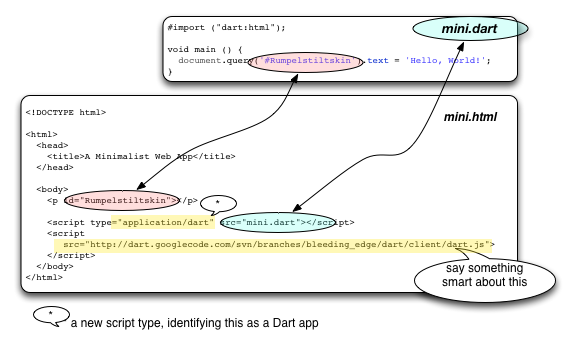 #import ("dart:html");
mini.dart
void main () {
document.query('#Rumpelstiltskin').text = 'Hello, World!';
}
<!DOCTYPE html>
mini.html
<html>
<head>
<title>A Minimalist Web App</title>
</head>
<body>
<p id="Rumpelstiltskin"></p>
*
<script type="application/dart" src="mini.dart"></script>
<script
src="http://dart.googlecode.com/svn/branches/bleeding_edge/dart/client/dart.js">
</script>
</body>
</html>
say something
smart about this
* a new script type, identifying this as a Dart app